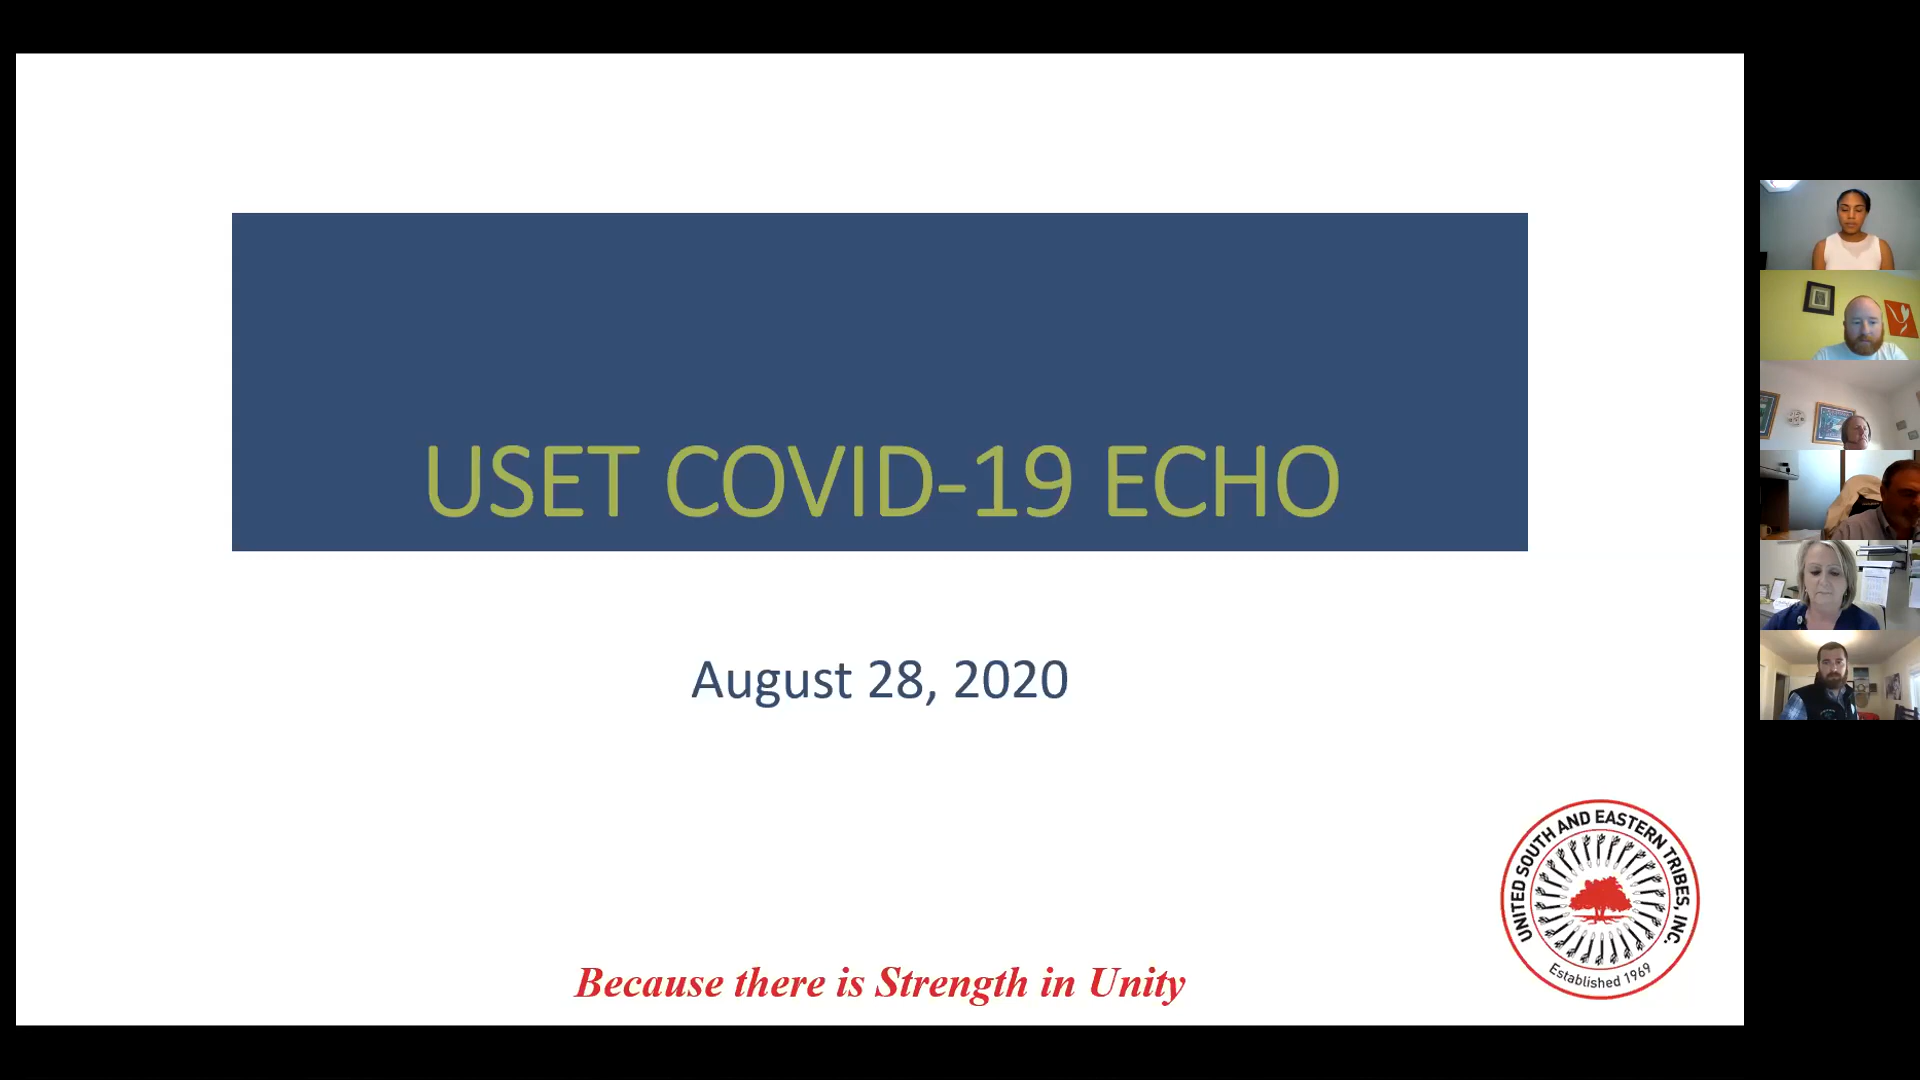 USET COVID-19 ECHO
August 28, 2020
UNITED SOUTH AND EASTERN TRIBES, INC.
Established 1969
Because there is Strength in Unity